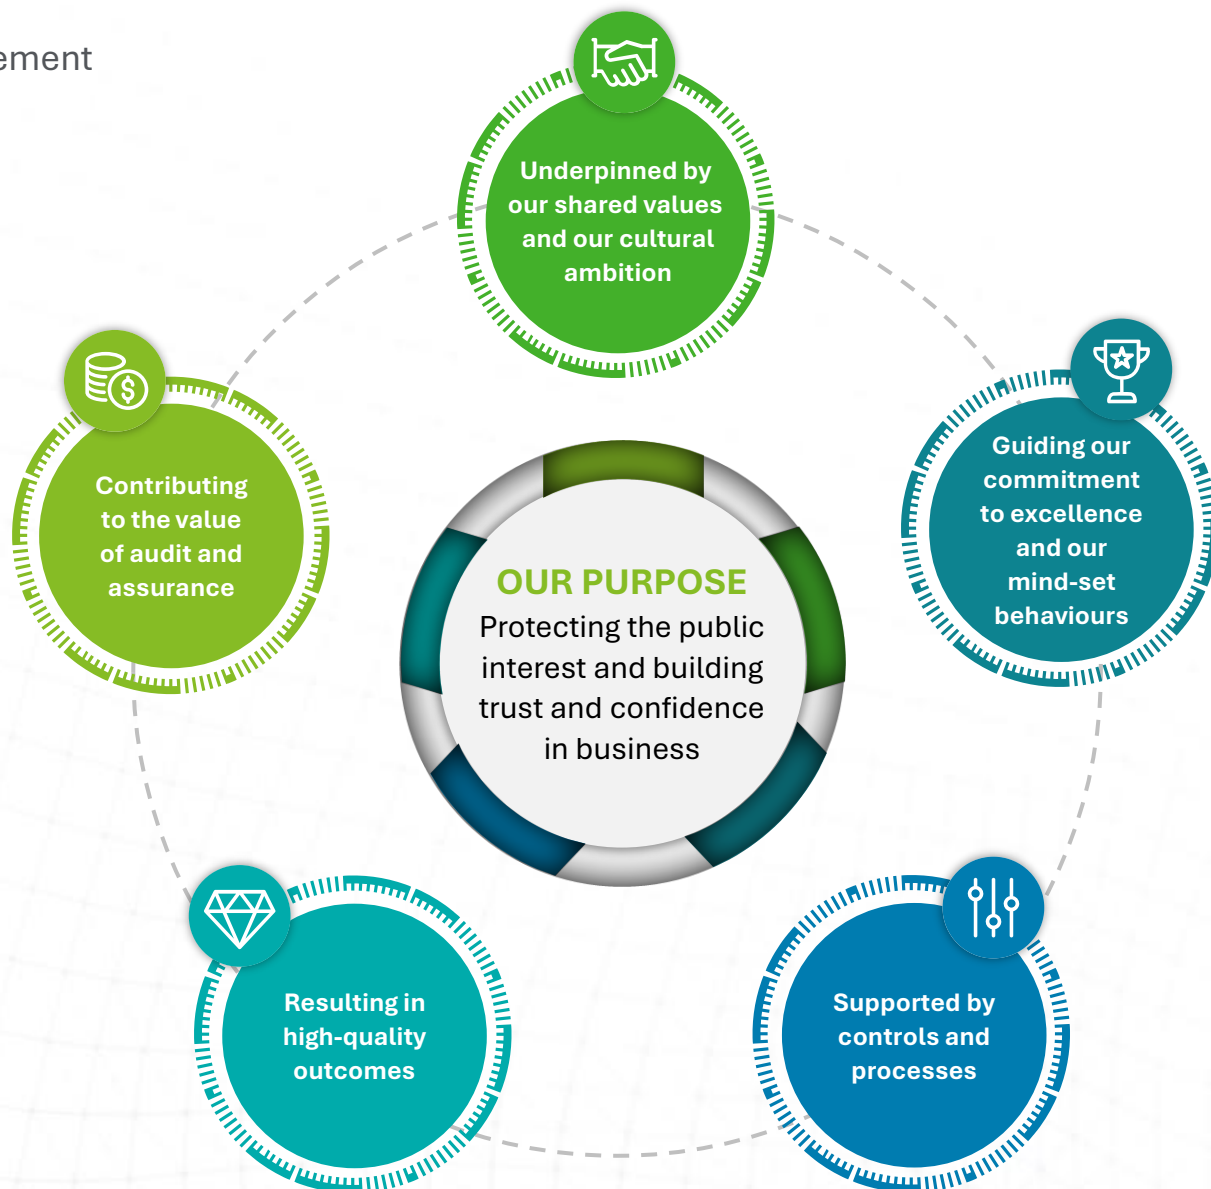 ement
Underpinned by
our shared values
and our cultural
ambition
Guiding our
commitment
to excellence
and our
mind-set
behaviours
Contributing
to the value
of audit and
assurance
OUR PURPOSE
Protecting the public
interest and building
trust and confidence
in business
Supported by
controls and
processes
Resulting in
high-quality
outcomes